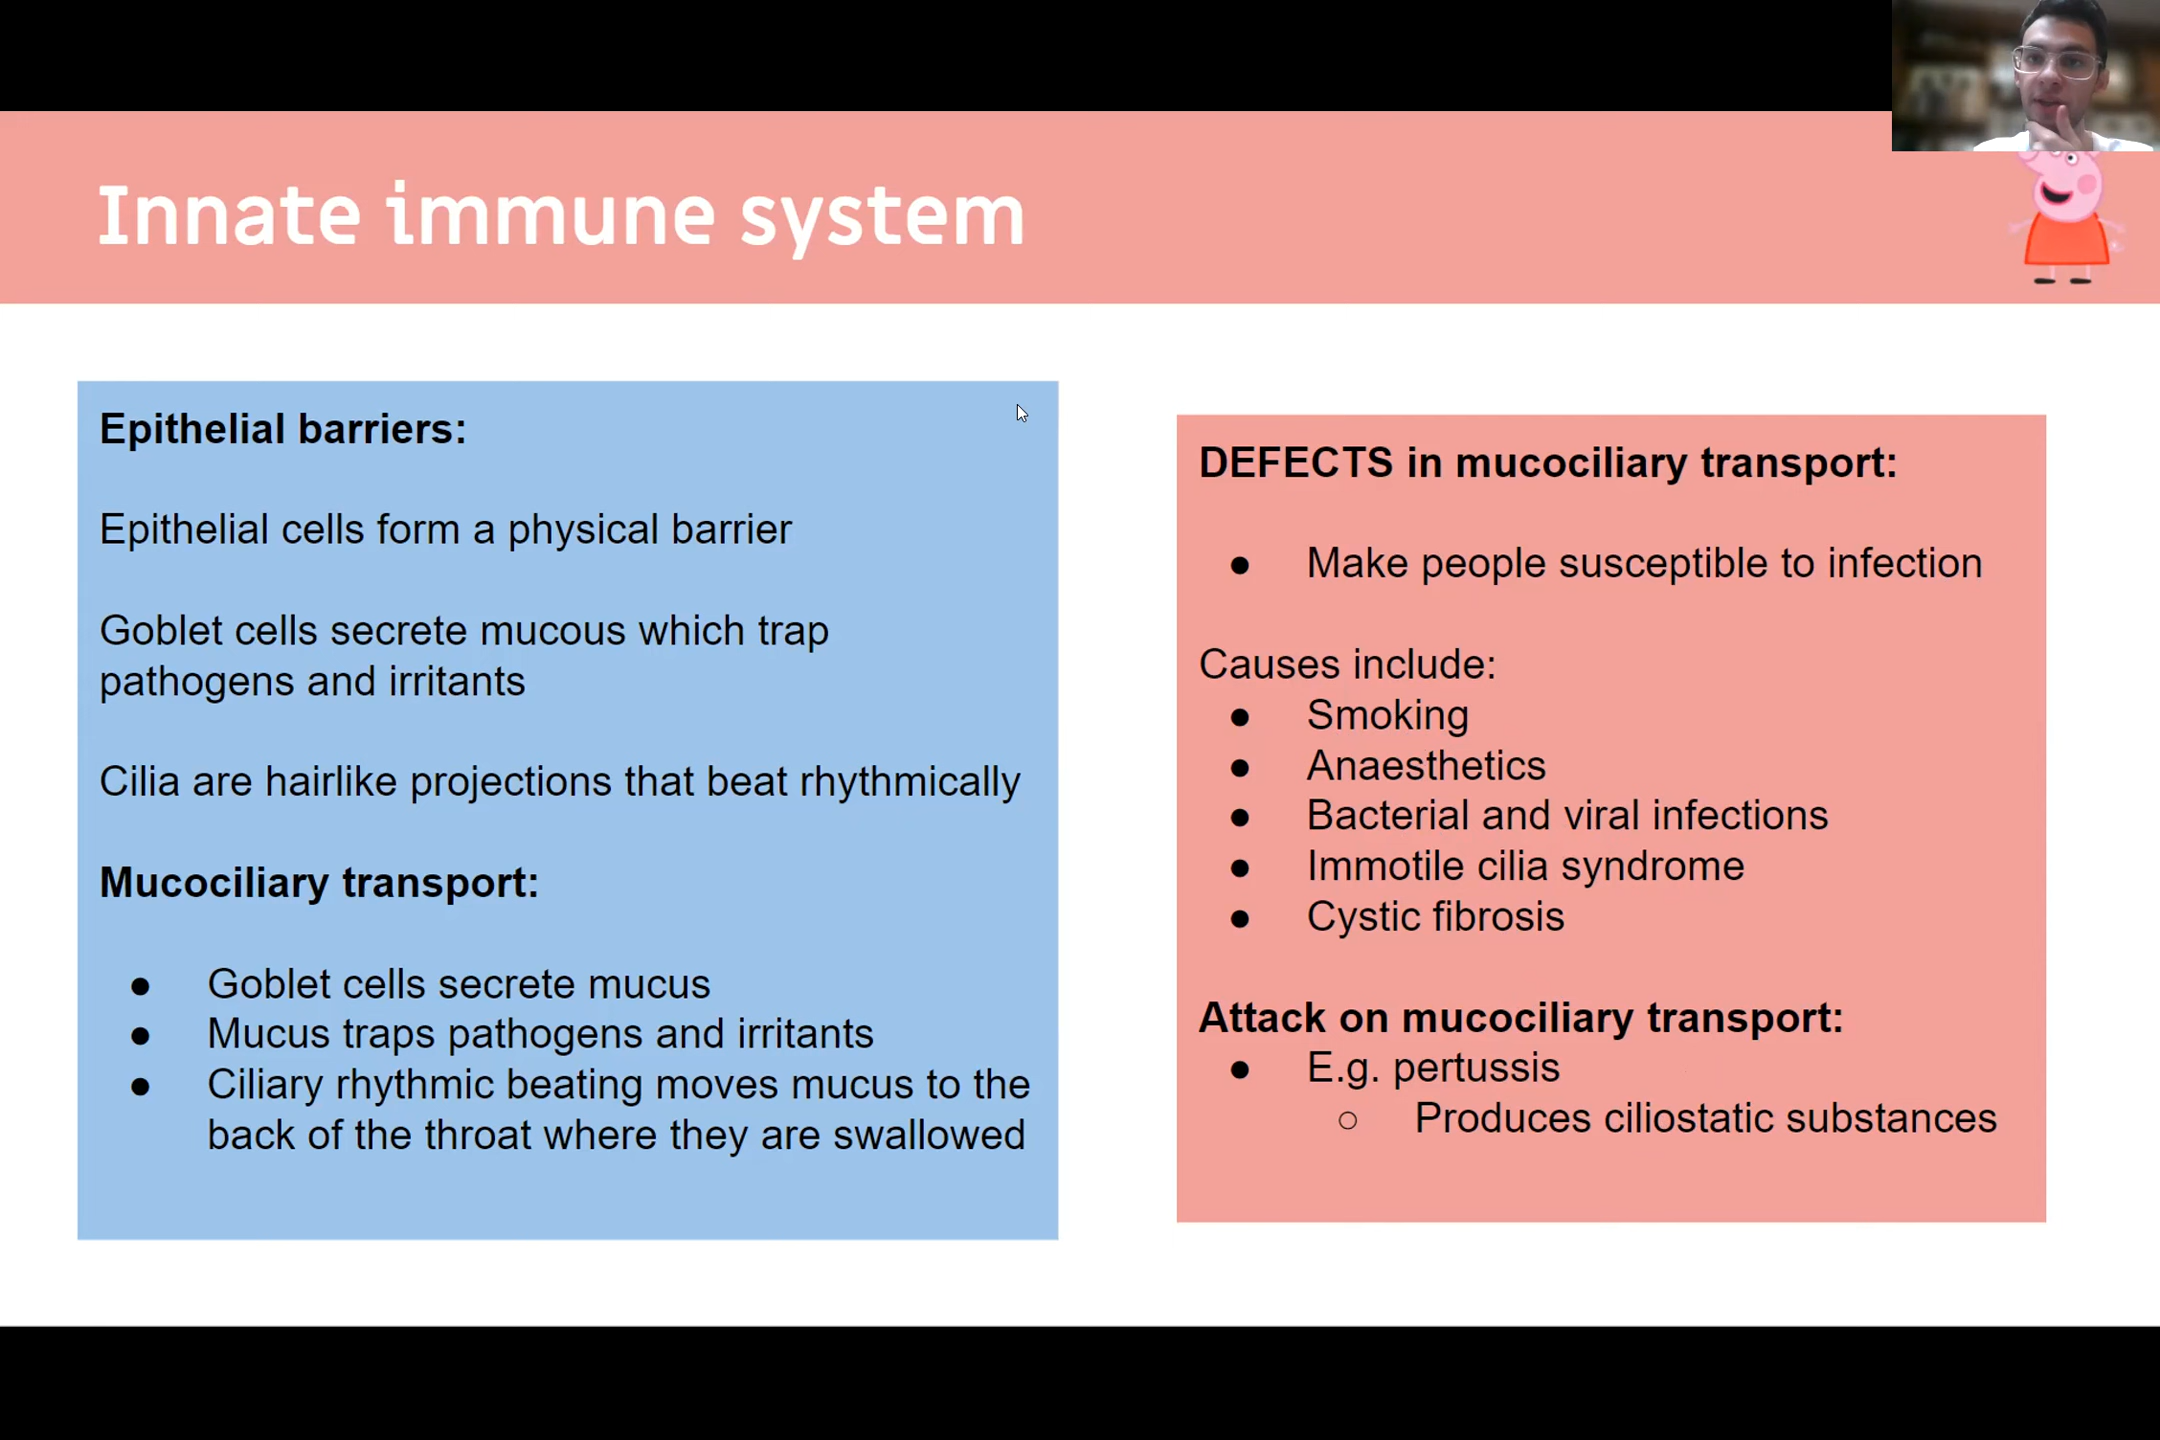 Innate immune system
Epithelial barriers:
Epithelial cells form a physical barrier
Goblet cells secrete mucous which trap
pathogens and irritants
Cilia are hairlike projections that beat rhythmically
Mucociliary transport:
● Goblet cells secrete mucus
● Mucus traps pathogens and irritants
● Ciliary rhythmic beating moves mucus to the
back of the throat where they are swallowed
DEFECTS in mucociliary transport:
● Make people susceptible to infection
Causes include:
● Smoking
● Anaesthetics
● Bacterial and viral infections
● Immotile cilia syndrome
● Cystic fibrosis
Attack on mucociliary transport:
● E.g. pertussis
○ Produces ciliostatic substances